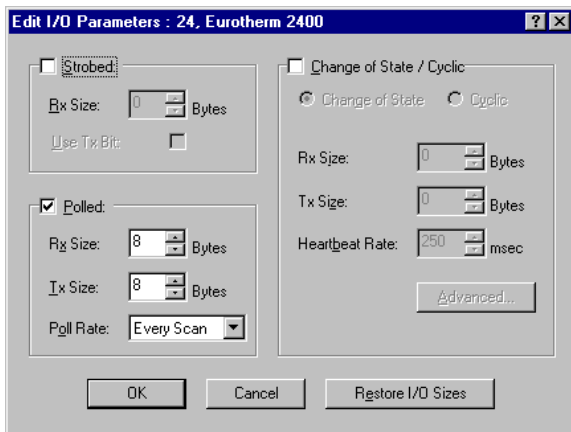 Edit I/O Parameters : 24, Eurotherm 2400
Strobed:
Rx Size: 0 Bytes
Use Tx Bit:
Polled:
Rx Size: 8 Bytes
Tx Size: 8 Bytes
Poll Rate: Every Scan
Change of State / Cyclic
Change of State Cyclic
Rx Size: 0 Bytes
Tx Size: 0 Bytes
Heartbeat Rate: 250 msec
Advanced...
OK Cancel Restore I/O Sizes